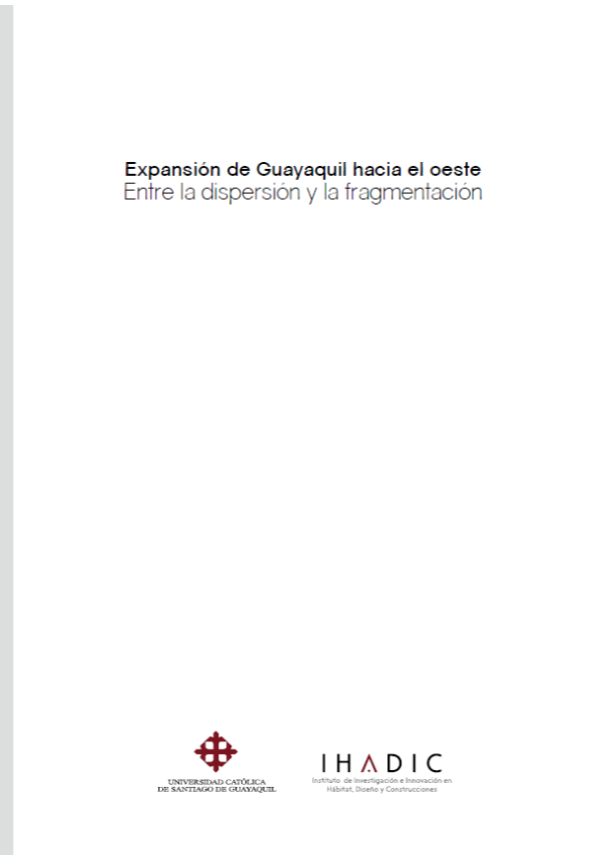 Expansión de Guayaquil hacia el oeste
Entre la dispersión y la fragmentación
UNIVERSIDAD CATÓLICA
DE SANTIAGO DE GUAYAQUIL
IHADIC
Instituto de Investigación e Innovación en
Hábitat, Diseño y Construcciones